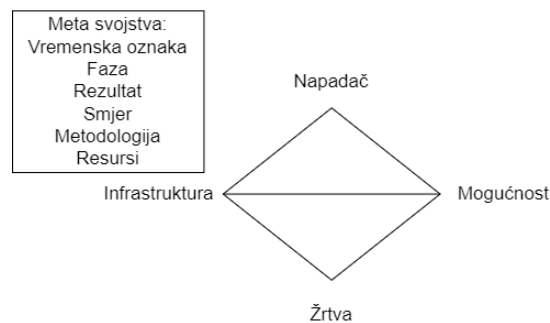 Meta svojstva:
Vremenska oznaka
Faza
Rezultat
Smjer
Metodologija
Resursi
Napadač
Infrastruktura
Mogućnost
Žrtva